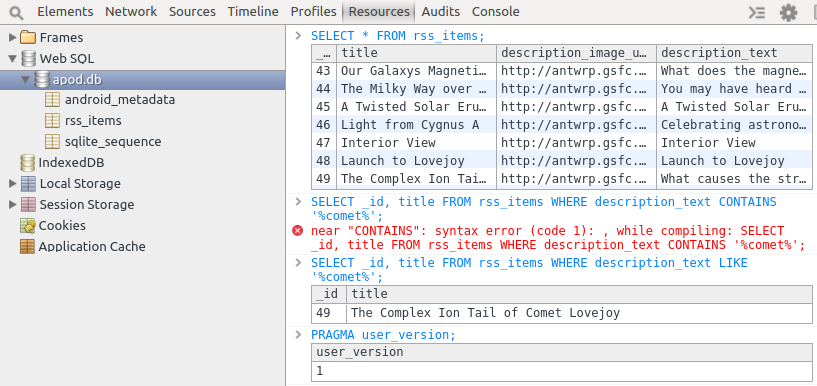 Elements Network Sources Timeline Profiles Resources Audits Console
Frames
Web SQL
apod.db
android_metadata
rss_items
sqlite_sequence
IndexedDB
Local Storage
Session Storage
Cookies
Application Cache
SELECT * FROM rss_items;
_… title description_image_u… description_text
43 Our Galaxys Magneti… http://antwrp.gsfc.… What does the magne…
44 The Milky Way over … http://antwrp.gsfc.… You may have heard …
45 A Twisted Solar Eru… http://antwrp.gsfc.… A Twisted Solar Eru…
46 Light from Cygnus A http://antwrp.gsfc.… Celebrating astrono…
47 Interior View http://antwrp.gsfc.… Interior View
48 Launch to Lovejoy http://antwrp.gsfc.… Launch to Lovejoy
49 The Complex Ion Tai… http://antwrp.gsfc.… What causes the str…
SELECT _id, title FROM rss_items WHERE description_text CONTAINS
'%comet%';
near "CONTAINS": syntax error (code 1): , while compiling: SELECT
_id, title FROM rss_items WHERE description_text CONTAINS '%comet%';
SELECT _id, title FROM rss_items WHERE description_text LIKE
'%comet%';
_id title
49 The Complex Ion Tail of Comet Lovejoy
PRAGMA user_version;
user_version
1